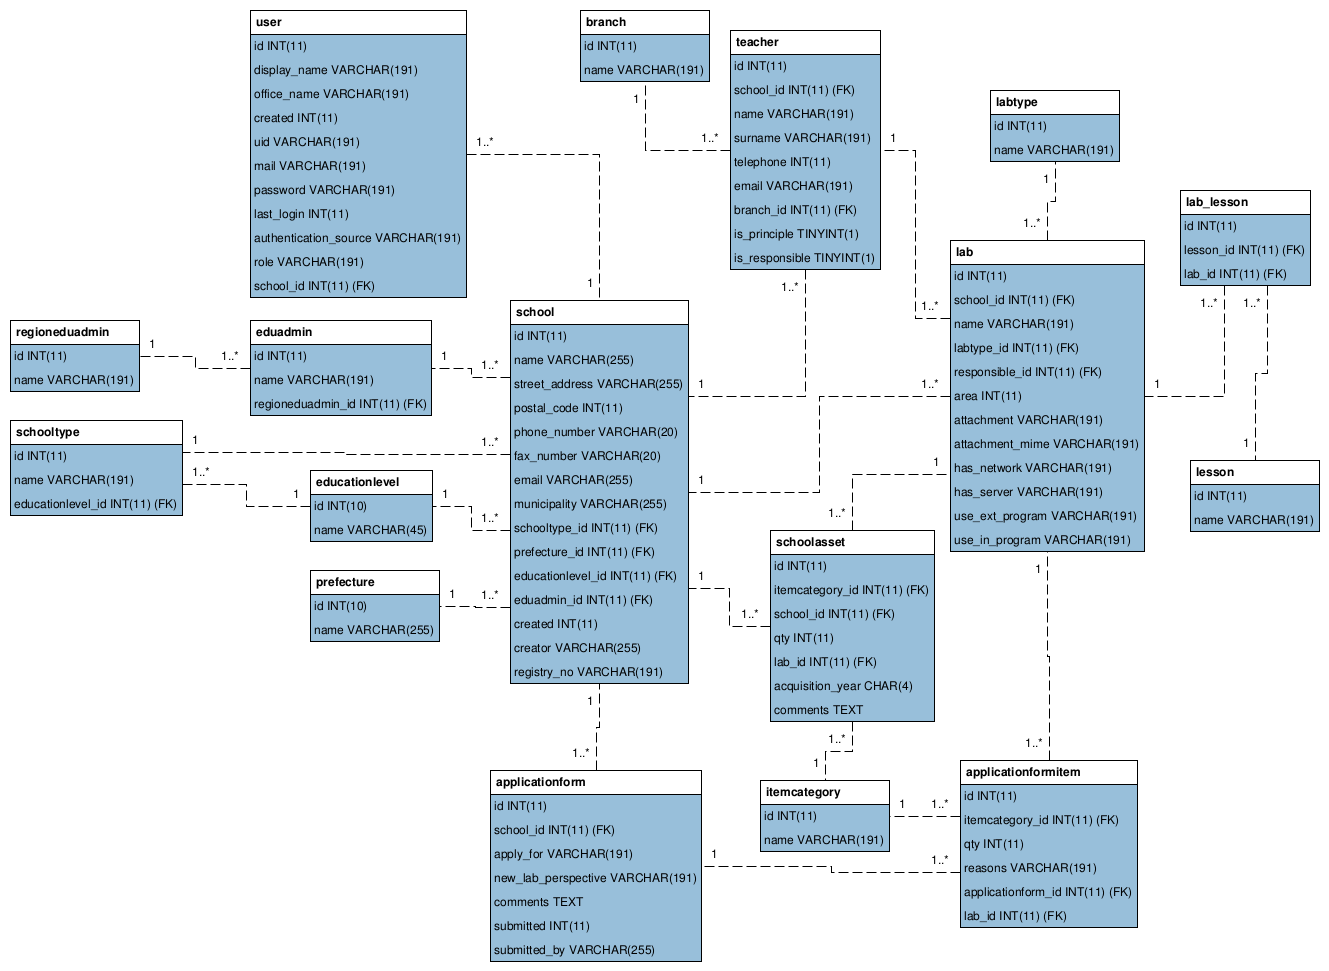 user
id INT(11)
display_name VARCHAR(191)
office_name VARCHAR(191)
created INT(11)
uid VARCHAR(191)
mail VARCHAR(191)
password VARCHAR(191)
last_login INT(11)
authentication_source VARCHAR(191)
role VARCHAR(191)
school_id INT(11) (FK)
1..*
1
branch
id INT(11)
name VARCHAR(191)
1
1..*
teacher
id INT(11)
school_id INT(11) (FK)
name VARCHAR(191)
surname VARCHAR(191)
telephone INT(11)
email VARCHAR(191)
branch_id INT(11) (FK)
is_principle TINYINT(1)
is_responsible TINYINT(1)
1
1..*
1..*
1
labtype
id INT(11)
name VARCHAR(191)
1
1..*
lab_lesson
id INT(11)
lesson_id INT(11) (FK)
lab_id INT(11) (FK)
1..*
1..*
1
1
lab
id INT(11)
school_id INT(11) (FK)
name VARCHAR(191)
labtype_id INT(11) (FK)
responsible_id INT(11) (FK)
area INT(11)
attachment VARCHAR(191)
attachment_mime VARCHAR(191)
has_network VARCHAR(191)
has_server VARCHAR(191)
use_ext_program VARCHAR(191)
use_in_program VARCHAR(191)
1..*
1
1
1..*
1
1..*
lesson
id INT(11)
name VARCHAR(191)
regioneduadmin
id INT(11)
name VARCHAR(191)
1
1..*
eduadmin
id INT(11)
name VARCHAR(191)
regioneduadmin_id INT(11) (FK)
1
1..*
schooltype
id INT(11)
name VARCHAR(191)
educationlevel_id INT(11) (FK)
1
1..*
1..*
1
educationlevel
id INT(10)
name VARCHAR(45)
1
1..*
prefecture
id INT(10)
name VARCHAR(255)
1
1..*
school
id INT(11)
name VARCHAR(255)
street_address VARCHAR(255)
postal_code INT(11)
phone_number VARCHAR(20)
fax_number VARCHAR(20)
email VARCHAR(255)
municipality VARCHAR(255)
schooltype_id INT(11) (FK)
prefecture_id INT(11) (FK)
educationlevel_id INT(11) (FK)
eduadmin_id INT(11) (FK)
created INT(11)
creator VARCHAR(255)
registry_no VARCHAR(191)
1
1..*
1
1..*
schoolasset
id INT(11)
itemcategory_id INT(11) (FK)
school_id INT(11) (FK)
qty INT(11)
lab_id INT(11) (FK)
acquisition_year CHAR(4)
comments TEXT
1..*
1
applicationform
id INT(11)
school_id INT(11) (FK)
apply_for VARCHAR(191)
new_lab_perspective VARCHAR(191)
comments TEXT
submitted INT(11)
submitted_by VARCHAR(255)
1
1..*
itemcategory
id INT(11)
name VARCHAR(191)
1
1..*
applicationformitem
id INT(11)
itemcategory_id INT(11) (FK)
qty INT(11)
reasons VARCHAR(191)
applicationform_id INT(11) (FK)
lab_id INT(11) (FK)